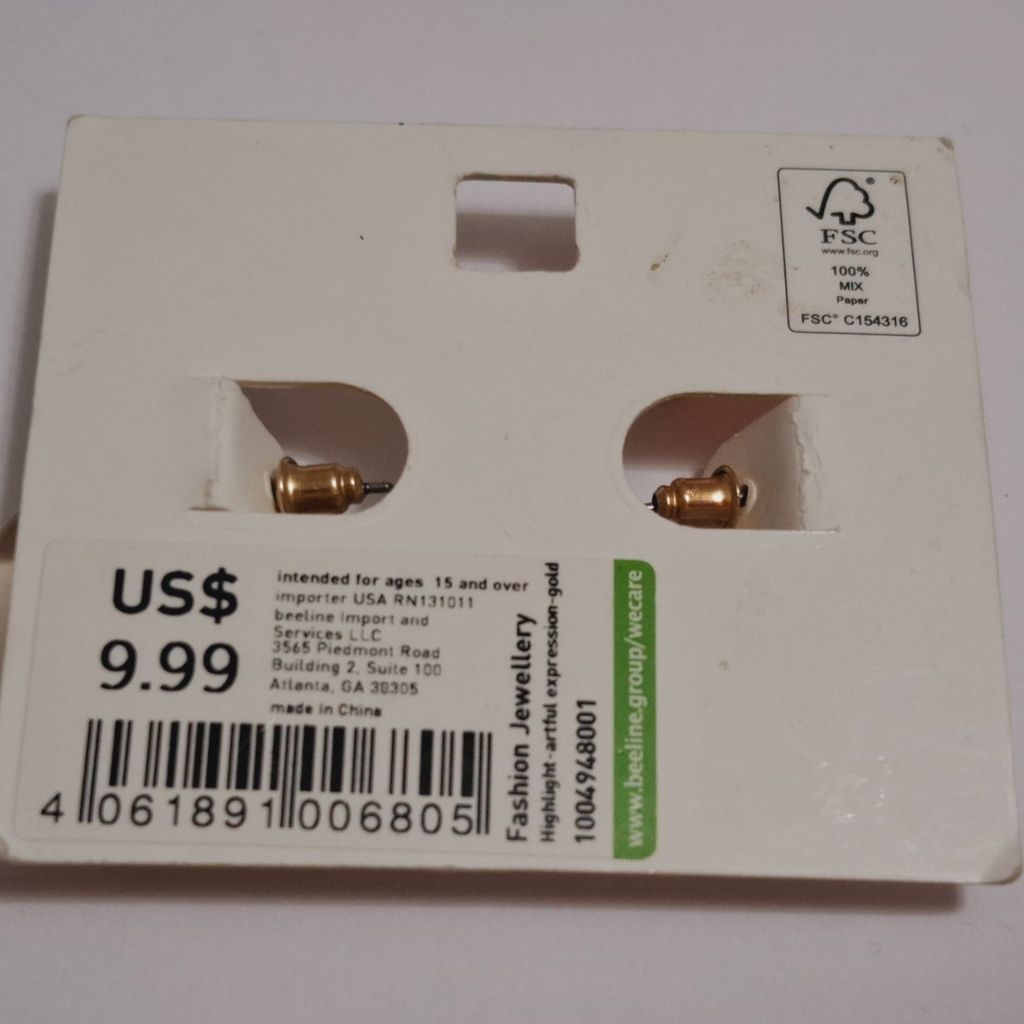 FSC®
www.fsc.org
100%
MIX
Paper
FSC® C154316
US$
9.99
intended for ages 15 and over
importer USA RN131011
beeline Import and
Services LLC
3565 Piedmont Road
Building 2, Suite 100
Atlanta, GA 38305
made in China
4 061891 006805
Fashion Jewellery
Highlight-artful expression-gold
1004948001
www.beeline.group/wecare